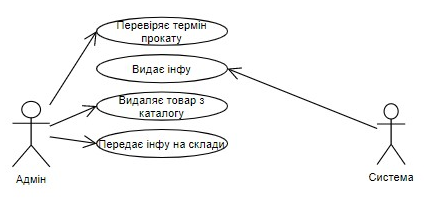 Перевіряє термін
прокату
Видає інфу
Видаляє товар з
каталогу
Передає інфу на склади
Адмін
Система